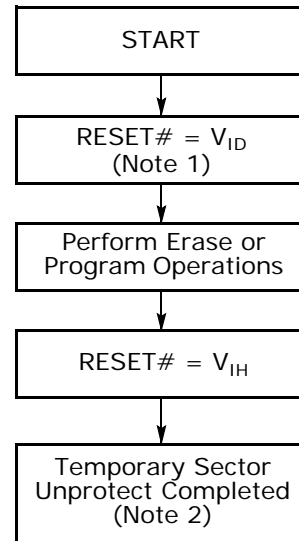 START
RESET# = V_ID
(Note 1)
Perform Erase or
Program Operations
RESET# = V_IH
Temporary Sector
Unprotect Completed
(Note 2)